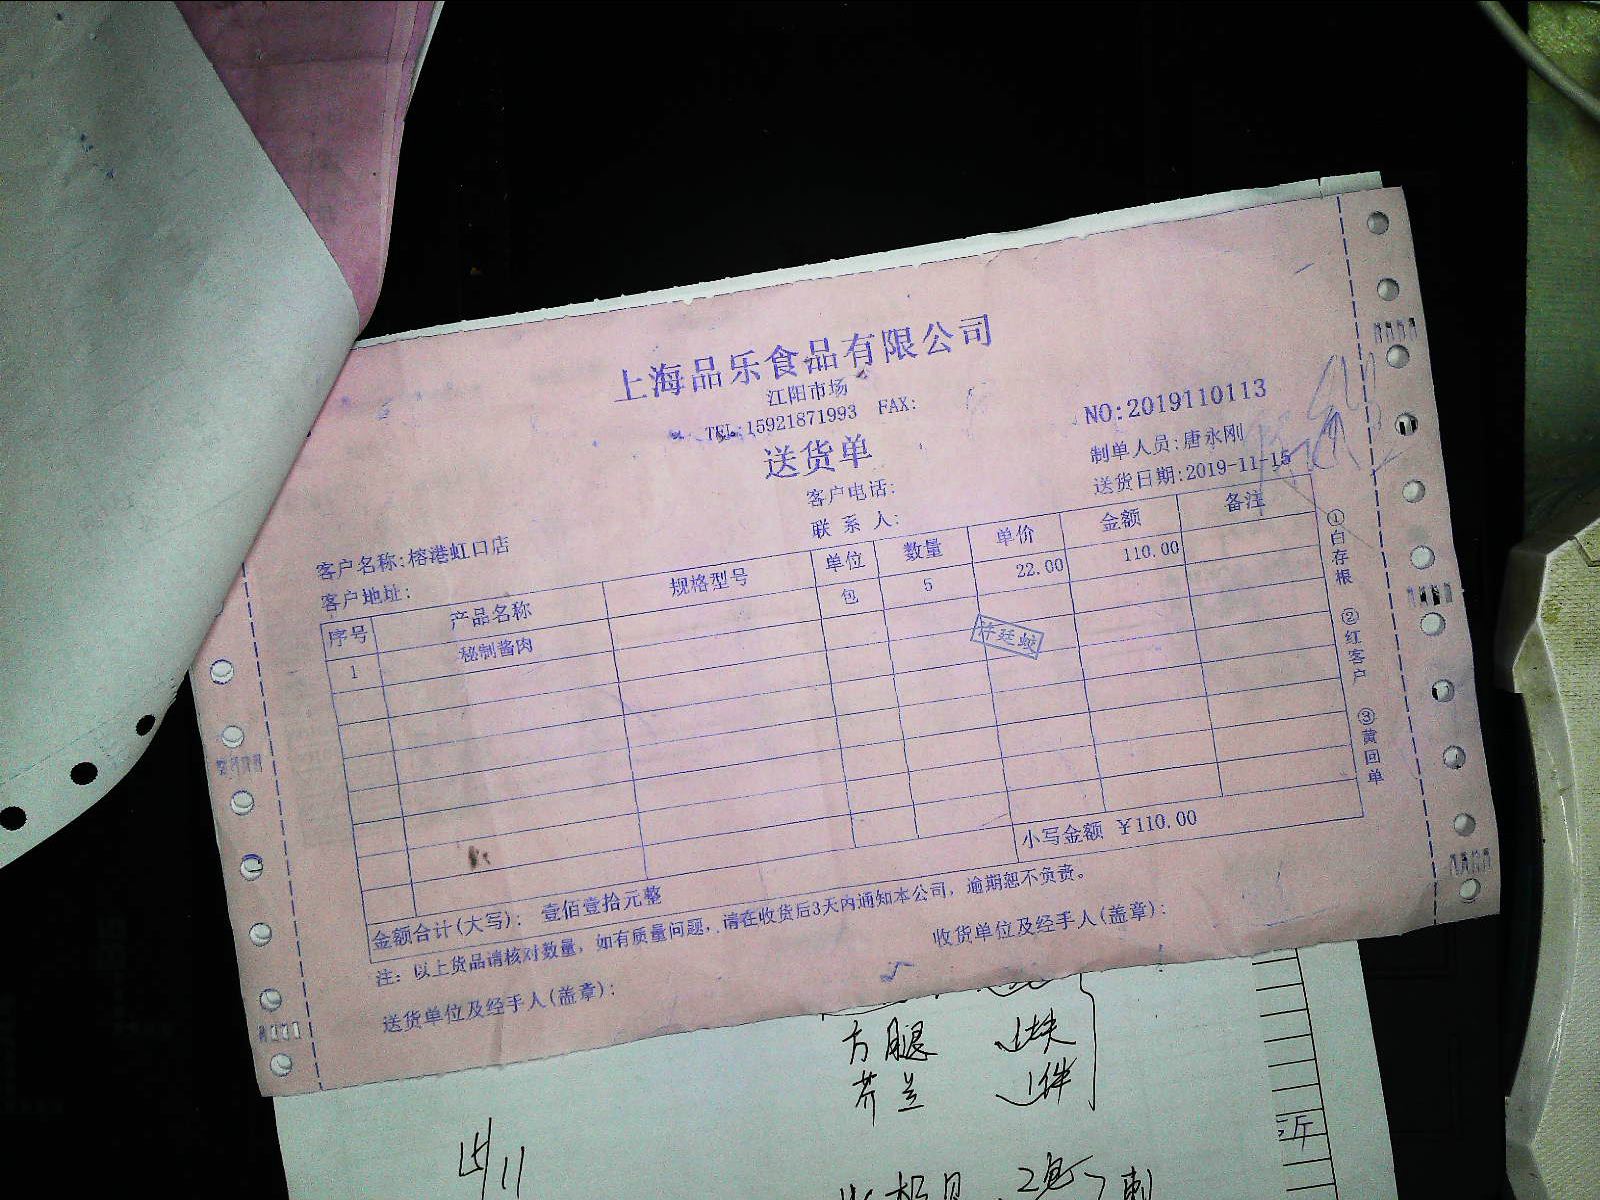 上海品乐食品有限公司
江阳市场
TEL:15921871993 FAX:
NO:2019110113
送货单
制单人员:唐永刚
客户电话:
送货日期:2019-11-15
客户名称:榕港虹口店
联 系 人:
客户地址:
序号 产品名称 规格型号 单位 数量 单价 金额 备注
1 秘制酱肉 包 5 22.00 110.00
许廷蛟
小写金额 ￥110.00
金额合计(大写): 壹佰壹拾元整
注: 以上货品请核对数量, 如有质量问题, 请在收货后3天内通知本公司, 逾期恕不负责。
送货单位及经手人(盖章):
收货单位及经手人(盖章):
①白存根 ②红客户 ③黄回单
方腿 1块
芥兰 1件
15/11